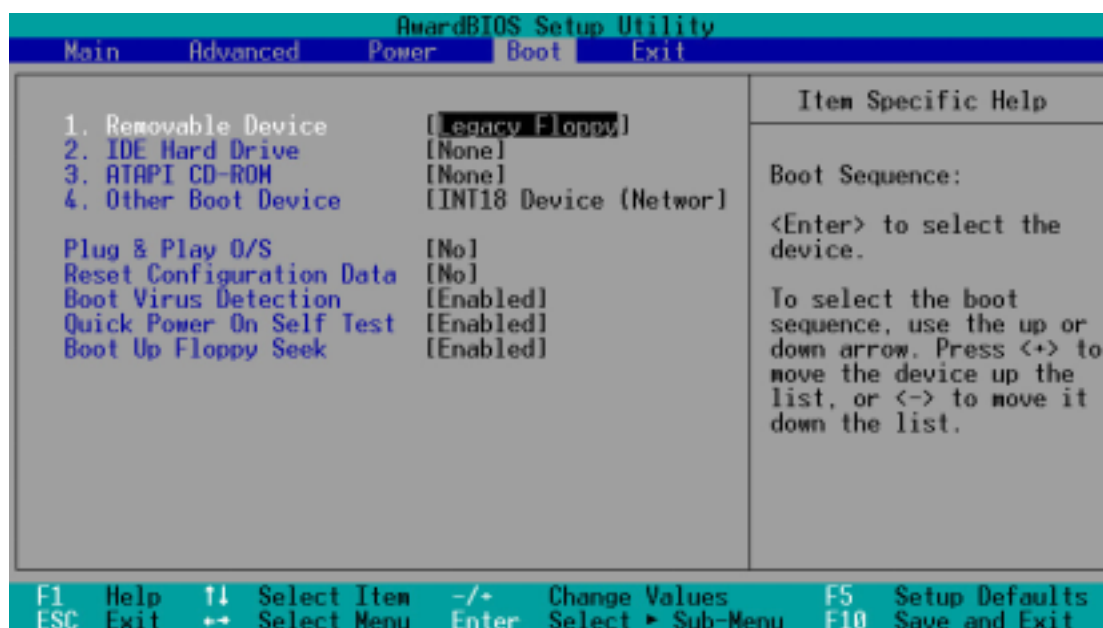 AwardBIOS Setup Utility
Main Advanced Power Boot Exit
1. Removable Device [Legacy Floppy]
2. IDE Hard Drive [None]
3. ATAPI CD-ROM [None]
4. Other Boot Device [INT18 Device (Networ]
Plug & Play O/S [No]
Reset Configuration Data [No]
Boot Virus Detection [Enabled]
Quick Power On Self Test [Enabled]
Boot Up Floppy Seek [Enabled]
Item Specific Help
Boot Sequence:
<Enter> to select the
device.
To select the boot
sequence, use the up or
down arrow. Press <+> to
move the device up the
list, or <-> to move it
down the list.
F1 Help ↑↓ Select Item -/+ Change Values F5 Setup Defaults
ESC Exit ←→ Select Menu Enter Select ► Sub-Menu F10 Save and Exit